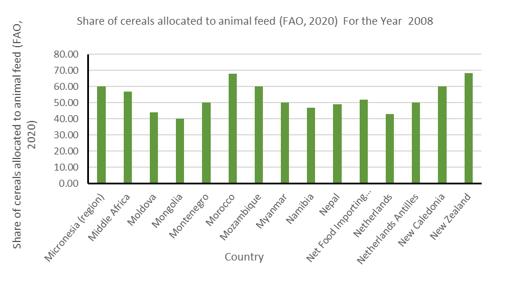 Share of cereals allocated to animal feed (FAO, 2020)  For the Year  2008
Share of cereals allocated to animal feed (FAO,
2020)
80.00
70.00
60.00
50.00
40.00
30.00
20.00
10.00
0.00
Micronesia (region)
Middle Africa
Moldova
Mongolia
Montenegro
Morocco
Mozambique
Myanmar
Namibia
Nepal
Net Food Importing...
Netherlands
Netherlands Antilles
New Caledonia
New Zealand
Country